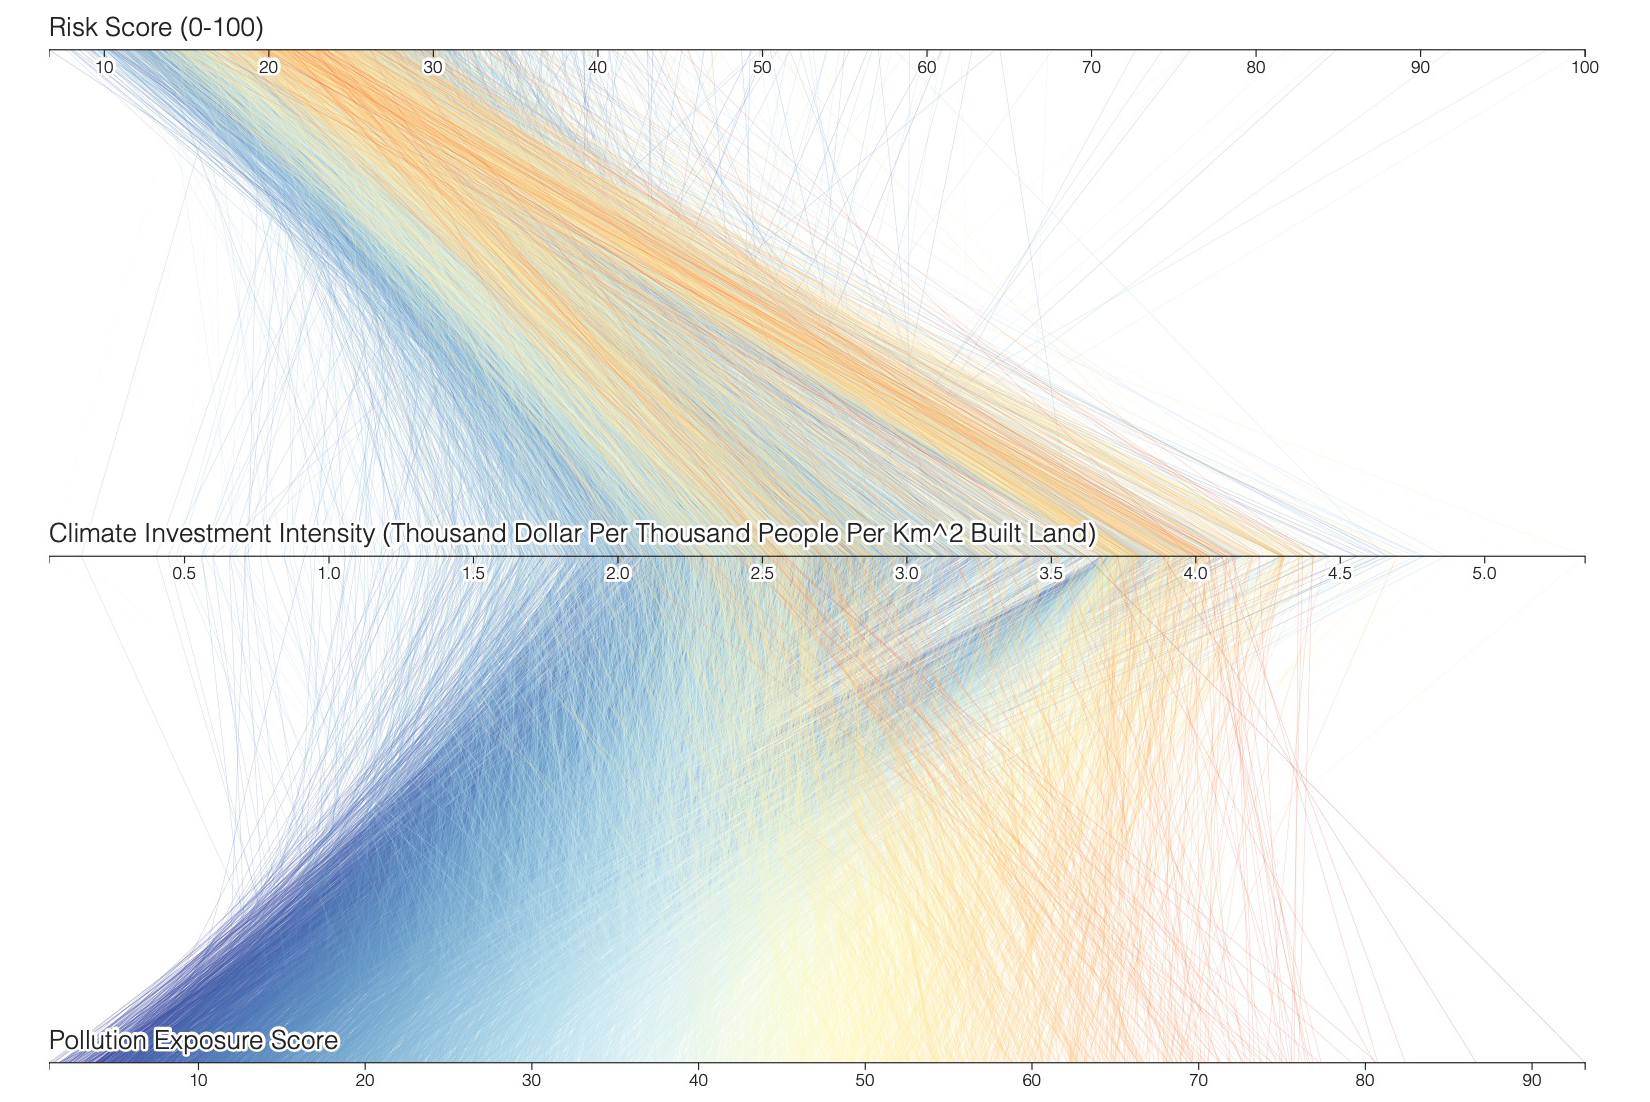 Risk Score (0-100)
10 20 30 40 50 60 70 80 90 100
Climate Investment Intensity (Thousand Dollar Per Thousand People Per Km^2 Built Land)
0.5 1.0 1.5 2.0 2.5 3.0 3.5 4.0 4.5 5.0
Pollution Exposure Score
10 20 30 40 50 60 70 80 90